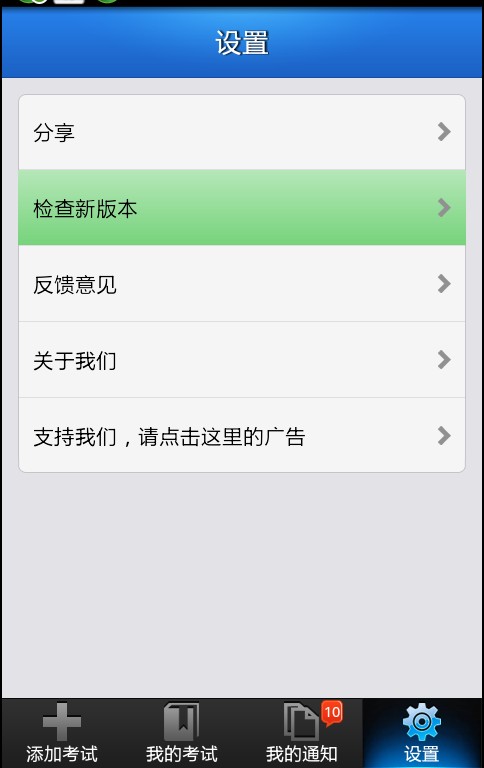 设置
分享
检查新版本
反馈意见
关于我们
支持我们，请点击这里的广告
10
添加考试
我的考试
我的通知
设置